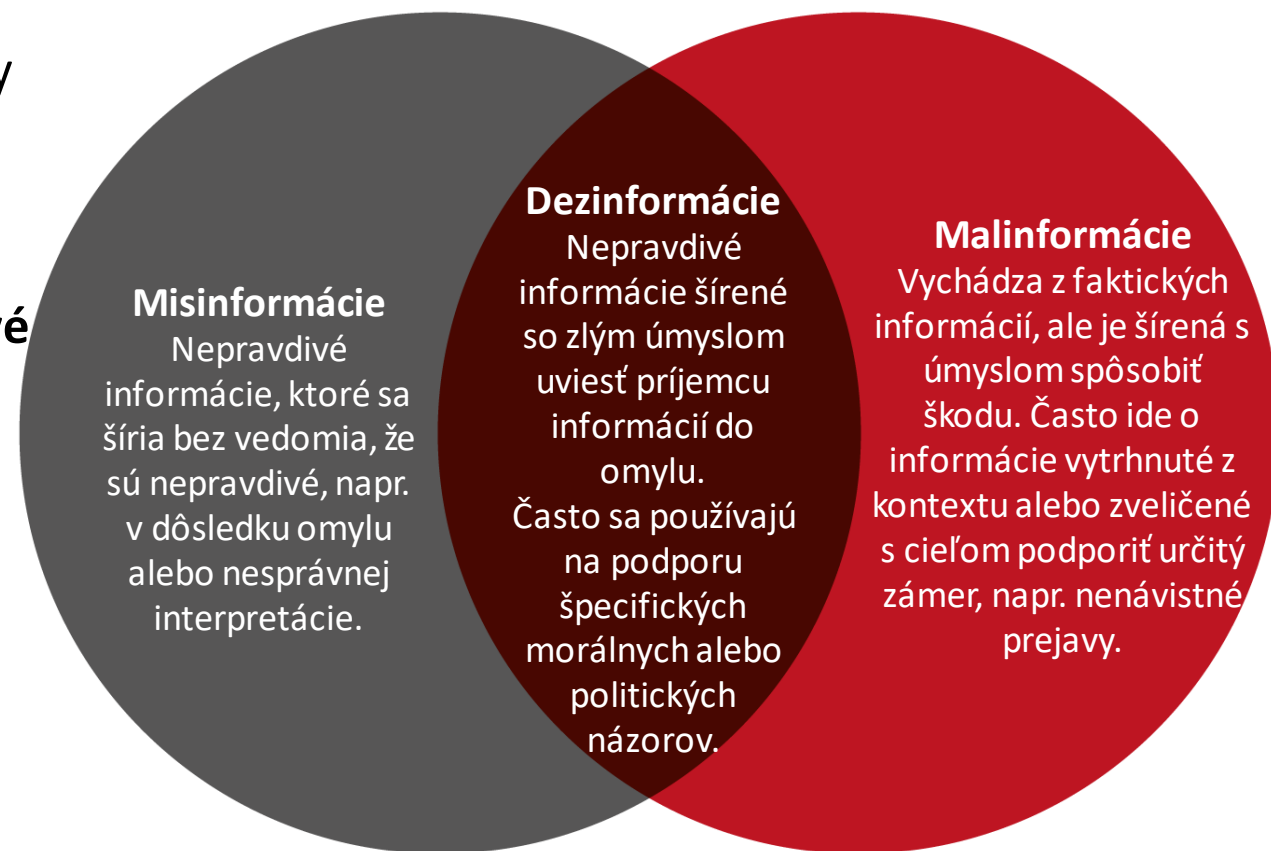 y
é
Misinformácie
Nepravdivé
informácie, ktoré sa
šíria bez vedomia, že
sú nepravdivé, napr.
v dôsledku omylu
alebo nesprávnej
interpretácie.
Dezinformácie
Nepravdivé
informácie šírené
so zlým úmyslom
uviesť príjemcu
informácií do
omylu.
Často sa používajú
na podporu
špecifických
morálnych alebo
politických
názorov.
Malinformácie
Vychádza z faktických
informácií, ale je šírená s
úmyslom spôsobiť
škodu. Často ide o
informácie vytrhnuté z
kontextu alebo zveličené
s cieľom podporiť určitý
zámer, napr. nenávistné
prejavy.